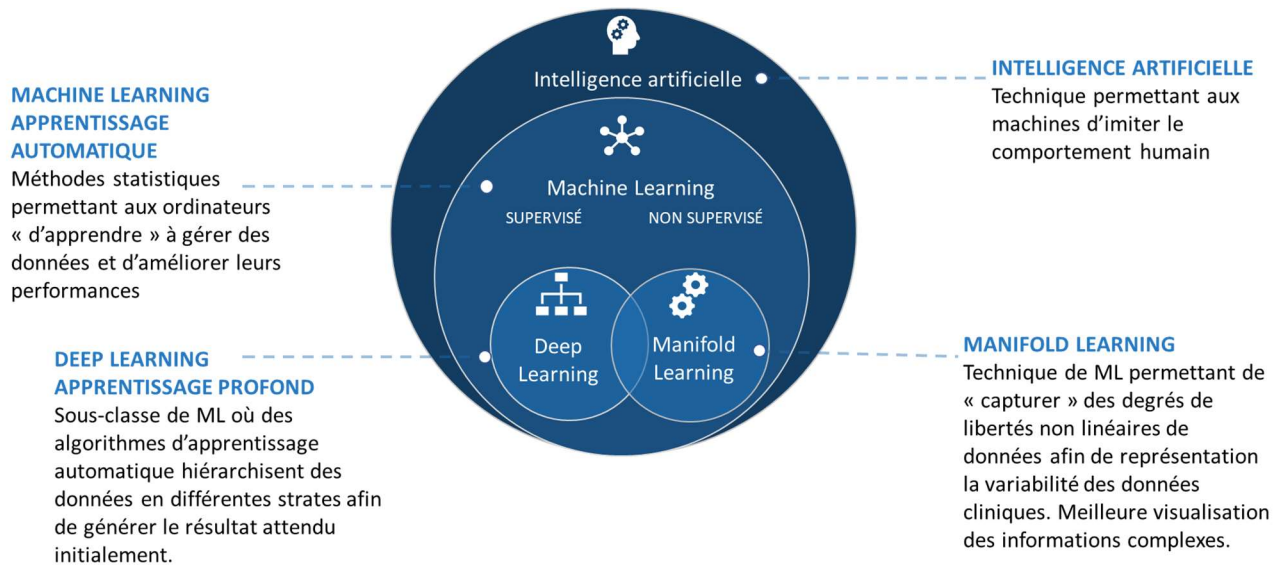 Intelligence artificielle
Machine Learning
SUPERVISÉ NON SUPERVISÉ
Deep
Learning
Manifold
Learning
MACHINE LEARNING
APPRENTISSAGE
AUTOMATIQUE
Méthodes statistiques
permettant aux ordinateurs
« d’apprendre » à gérer des
données et d’améliorer leurs
performances
DEEP LEARNING
APPRENTISSAGE PROFOND
Sous-classe de ML où des
algorithmes d’apprentissage
automatique hiérarchisent des
données en différentes strates afin
de générer le résultat attendu
initialement.
INTELLIGENCE ARTIFICIELLE
Technique permettant aux
machines d’imiter le
comportement humain
MANIFOLD LEARNING
Technique de ML permettant de
« capturer » des degrés de
libertés non linéaires de
données afin de représentation
la variabilité des données
cliniques. Meilleure visualisation
des informations complexes.